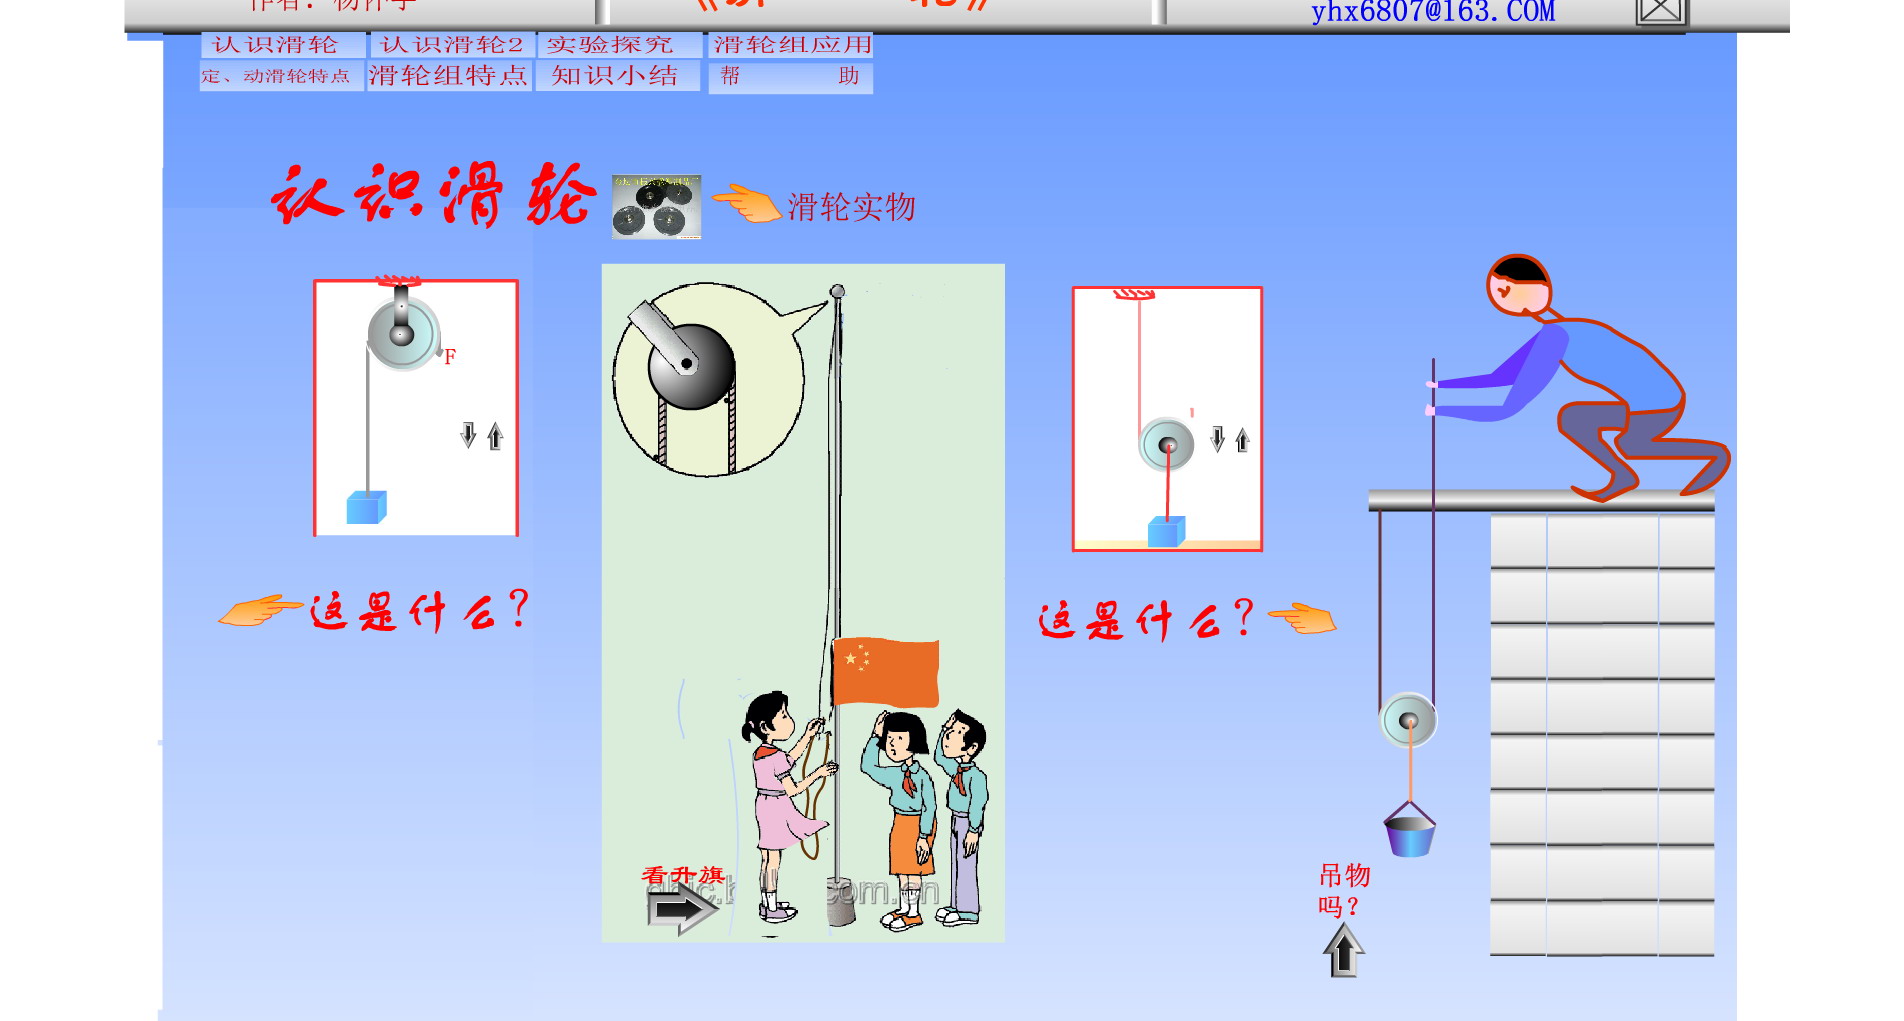 yhx6807@163.COM
认识滑轮 认识滑轮2 实验探究 滑轮组应用
定、动滑轮特点 滑轮组特点 知识小结 帮 助
认识滑轮
滑轮实物
F
这是什么?
这是什么?
看升旗
吊物
吗?